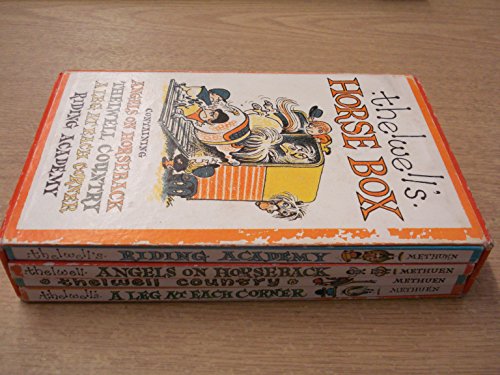 thelwell's.
HORSE BOX
CONTAINING
ANGELS ON HORSEBACK
THELWELL COUNTRY
A LEG AT EACH CORNER
RIDING ACADEMY
thelwell's RIDING ACADEMY METHUEN
thelwell. ANGELS ON HORSEBACK METHUEN
thelwell country METHUEN
thelwell's. A LEG AT EACH CORNER METHUEN